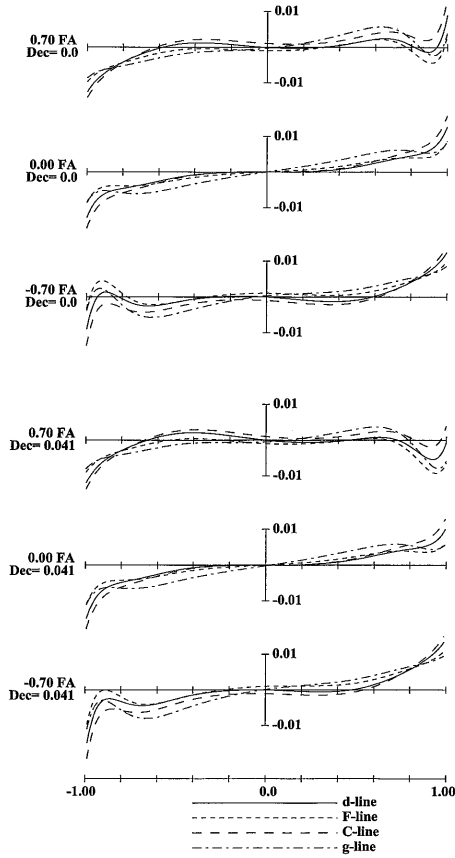 0.01
0.70 FA
Dec= 0.0
-0.01
0.01
0.00 FA
Dec= 0.0
-0.01
0.01
-0.70 FA
Dec= 0.0
-0.01
0.01
0.70 FA
Dec= 0.041
-0.01
0.01
0.00 FA
Dec= 0.041
-0.01
0.01
-0.70 FA
Dec= 0.041
-0.01
-1.00 0.0 1.00
d-line
F-line
C-line
g-line